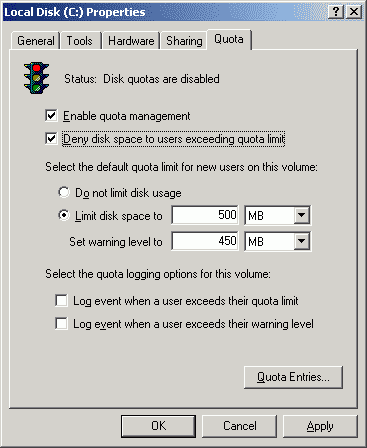 Local Disk (C:) Properties
General Tools Hardware Sharing Quota
Status: Disk quotas are disabled
Enable quota management
Deny disk space to users exceeding quota limit
Select the default quota limit for new users on this volume:
Do not limit disk usage
Limit disk space to 500 MB
Set warning level to 450 MB
Select the quota logging options for this volume:
Log event when a user exceeds their quota limit
Log event when a user exceeds their warning level
Quota Entries...
OK Cancel Apply